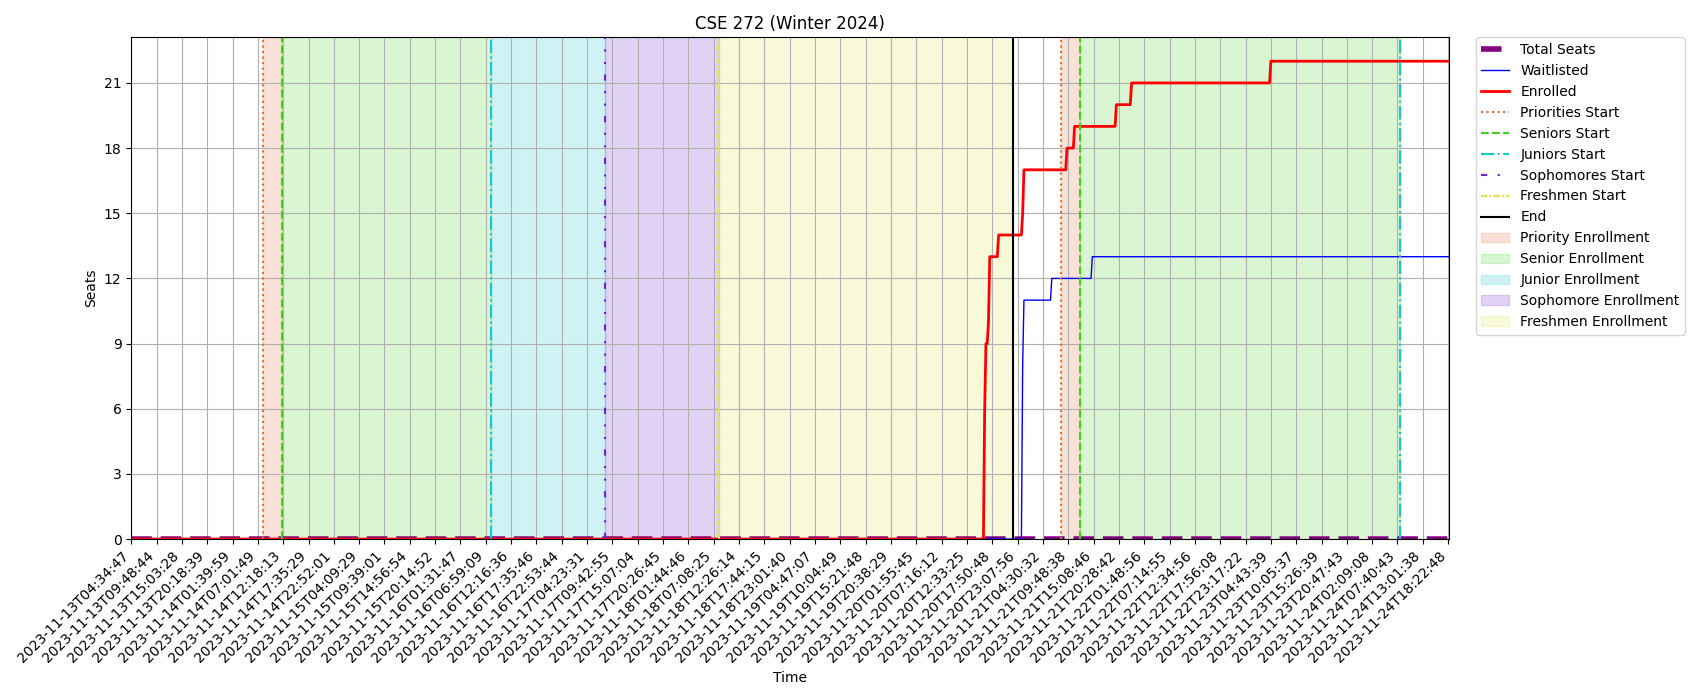 CSE 272 (Winter 2024)
Total Seats
Waitlisted
Enrolled
Priorities Start
Seniors Start
Juniors Start
Sophomores Start
Freshmen Start
End
Priority Enrollment
Senior Enrollment
Junior Enrollment
Sophomore Enrollment
Freshmen Enrollment
Seats
21
18
15
12
9
6
3
0
2023-11-13T04:34:47
2023-11-13T09:48:44
2023-11-13T15:03:28
2023-11-13T20:18:39
2023-11-14T01:39:59
2023-11-14T07:01:49
2023-11-14T12:18:13
2023-11-14T17:35:29
2023-11-14T22:52:01
2023-11-15T04:09:29
2023-11-15T09:39:01
2023-11-15T14:56:54
2023-11-15T20:14:52
2023-11-16T01:31:47
2023-11-16T06:59:09
2023-11-16T12:16:36
2023-11-16T17:35:46
2023-11-16T22:53:44
2023-11-17T04:23:31
2023-11-17T09:42:55
2023-11-17T15:07:04
2023-11-17T20:26:45
2023-11-18T01:44:46
2023-11-18T07:08:25
2023-11-18T12:26:14
2023-11-18T17:44:15
2023-11-18T23:01:40
2023-11-19T04:47:07
2023-11-19T10:04:49
2023-11-19T15:21:48
2023-11-19T20:38:29
2023-11-20T01:55:45
2023-11-20T07:16:12
2023-11-20T12:33:25
2023-11-20T17:50:48
2023-11-20T23:07:56
2023-11-21T04:30:32
2023-11-21T09:48:38
2023-11-21T15:08:46
2023-11-21T20:28:42
2023-11-22T01:48:56
2023-11-22T07:14:55
2023-11-22T12:34:56
2023-11-22T17:56:08
2023-11-22T23:17:22
2023-11-23T04:43:39
2023-11-23T10:05:37
2023-11-23T15:26:39
2023-11-23T20:47:43
2023-11-24T02:09:08
2023-11-24T07:40:43
2023-11-24T13:01:38
2023-11-24T18:22:48
Time